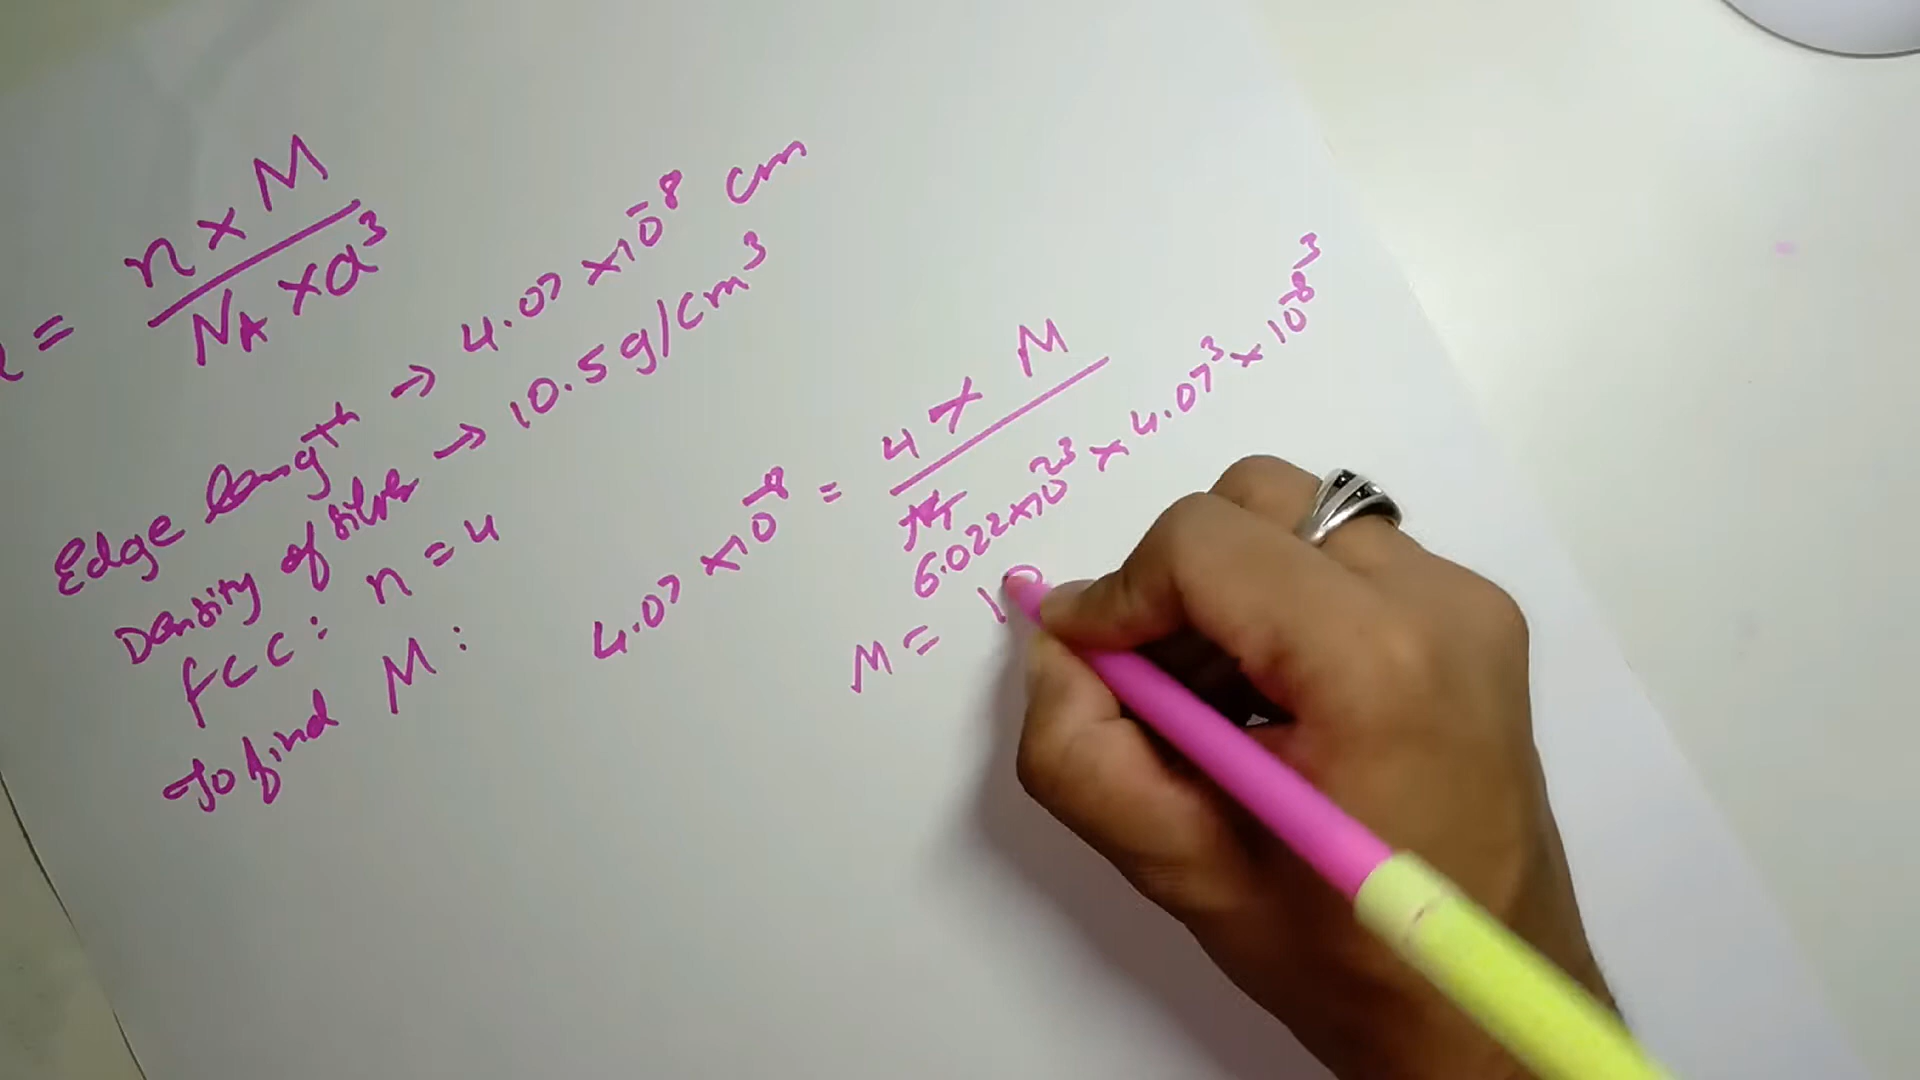 = n × M / N_A × a³
Edge length → 4.07 × 10⁻⁸ cm
Density of silver → 10.5 g/cm³
fcc : n = 4
To find M :
4.07 × 10⁻⁸ = 4 × M / 6.022 × 10²³ × 4.07³ × 10⁻⁸ ³
M = 10